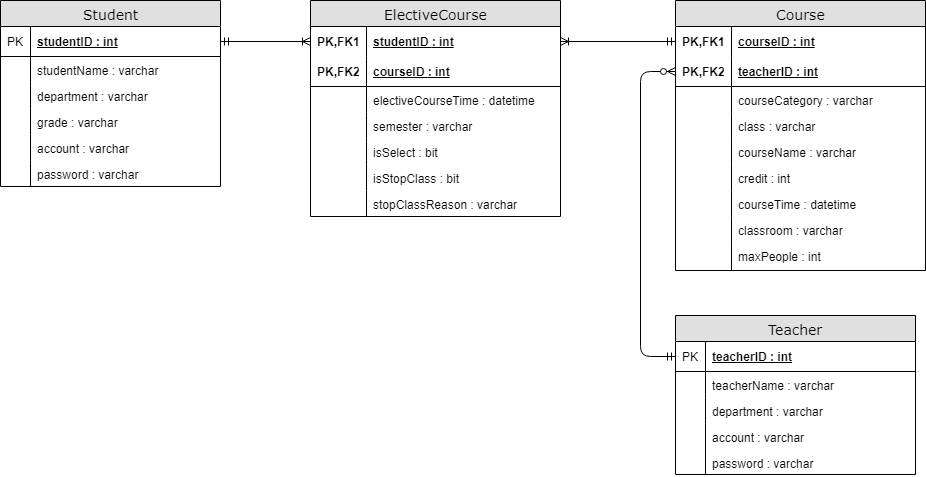 Student
PK studentID : int
studentName : varchar
department : varchar
grade : varchar
account : varchar
password : varchar
ElectiveCourse
PK,FK1 studentID : int
PK,FK2 courseID : int
electiveCourseTime : datetime
semester : varchar
isSelect : bit
isStopClass : bit
stopClassReason : varchar
Course
PK,FK1 courseID : int
PK,FK2 teacherID : int
courseCategory : varchar
class : varchar
courseName : varchar
credit : int
courseTime : datetime
classroom : varchar
maxPeople : int
Teacher
PK teacherID : int
teacherName : varchar
department : varchar
account : varchar
password : varchar